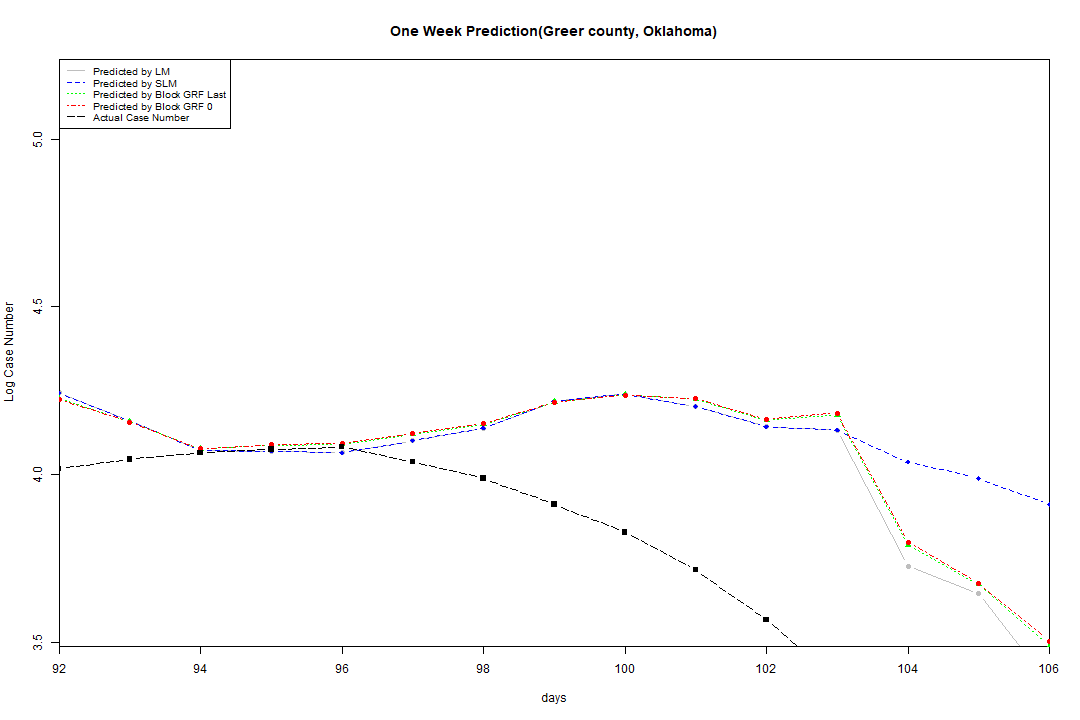 One Week Prediction(Greer county, Oklahoma)
Predicted by LM
Predicted by SLM
Predicted by Block GRF Last
Predicted by Block GRF 0
Actual Case Number
5.0
4.5
4.0
3.5
Log Case Number
92 94 96 98 100 102 104 106
days